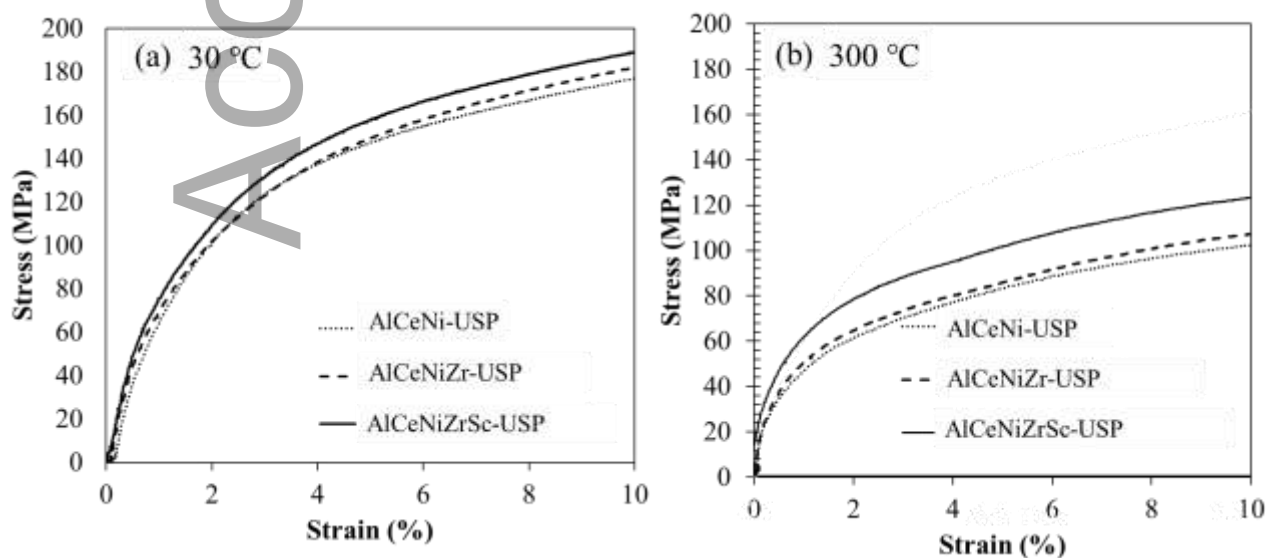 Acc
(a) 30 °C
200
180
160
140
120
100
80
60
40
20
0
Stress (MPa)
AlCeNi-USP
AlCeNiZr-USP
AlCeNiZrSc-USP
0 2 4 6 8 10
Strain (%)
(b) 300 °C
200
180
160
140
120
100
80
60
40
20
0
Stress (MPa)
AlCeNi-USP
AlCeNiZr-USP
AlCeNiZrSc-USP
0 2 4 6 8 10
Strain (%)